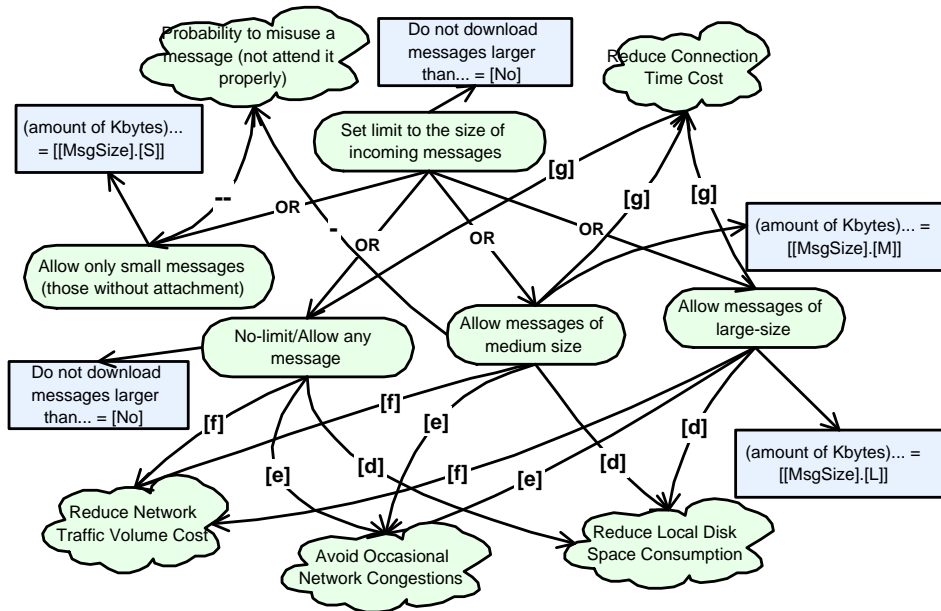 Probability to misuse a
message (not attend it
properly)
Do not download
messages larger
than... = [No]
Reduce Connection
Time Cost
(amount of Kbytes)...
= [[MsgSize].[S]]
Set limit to the size of
incoming messages
[g]
[g]
[g]
--
-
OR
OR
OR
OR
(amount of Kbytes)... =
[[MsgSize].[M]]
Allow only small messages
(those without attachment)
No-limit/Allow any
message
Allow messages of
medium size
Allow messages of
large-size
Do not download
messages larger
than... = [No]
[f]
[f]
[e]
[d]
[e]
[f]
[e]
[d]
[d]
(amount of Kbytes)... =
[[MsgSize].[L]]
Reduce Network
Traffic Volume Cost
Avoid Occasional
Network Congestions
Reduce Local Disk
Space Consumption